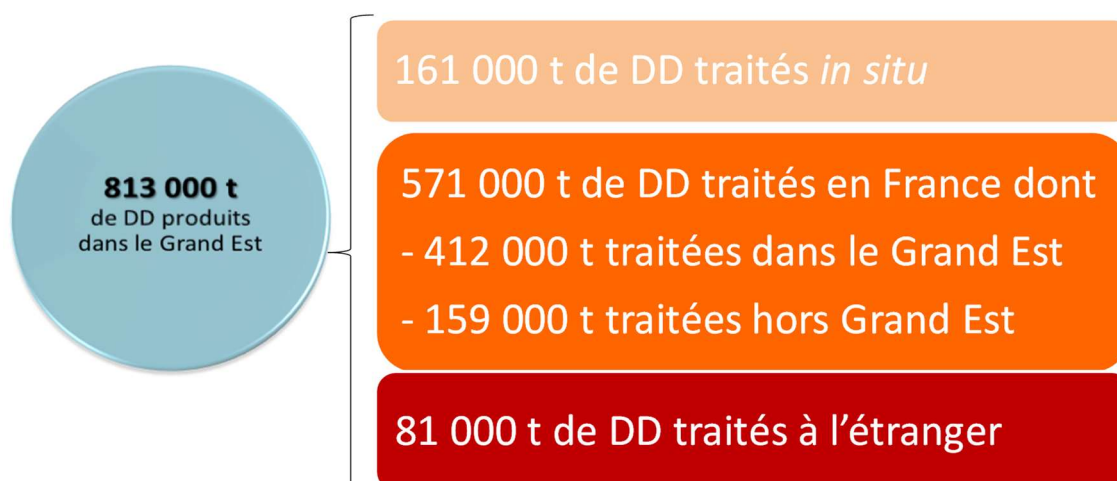 813 000 t
de DD produits
dans le Grand Est
161 000 t de DD traités in situ
571 000 t de DD traités en France dont
- 412 000 t traitées dans le Grand Est
- 159 000 t traitées hors Grand Est
81 000 t de DD traités à l’étranger